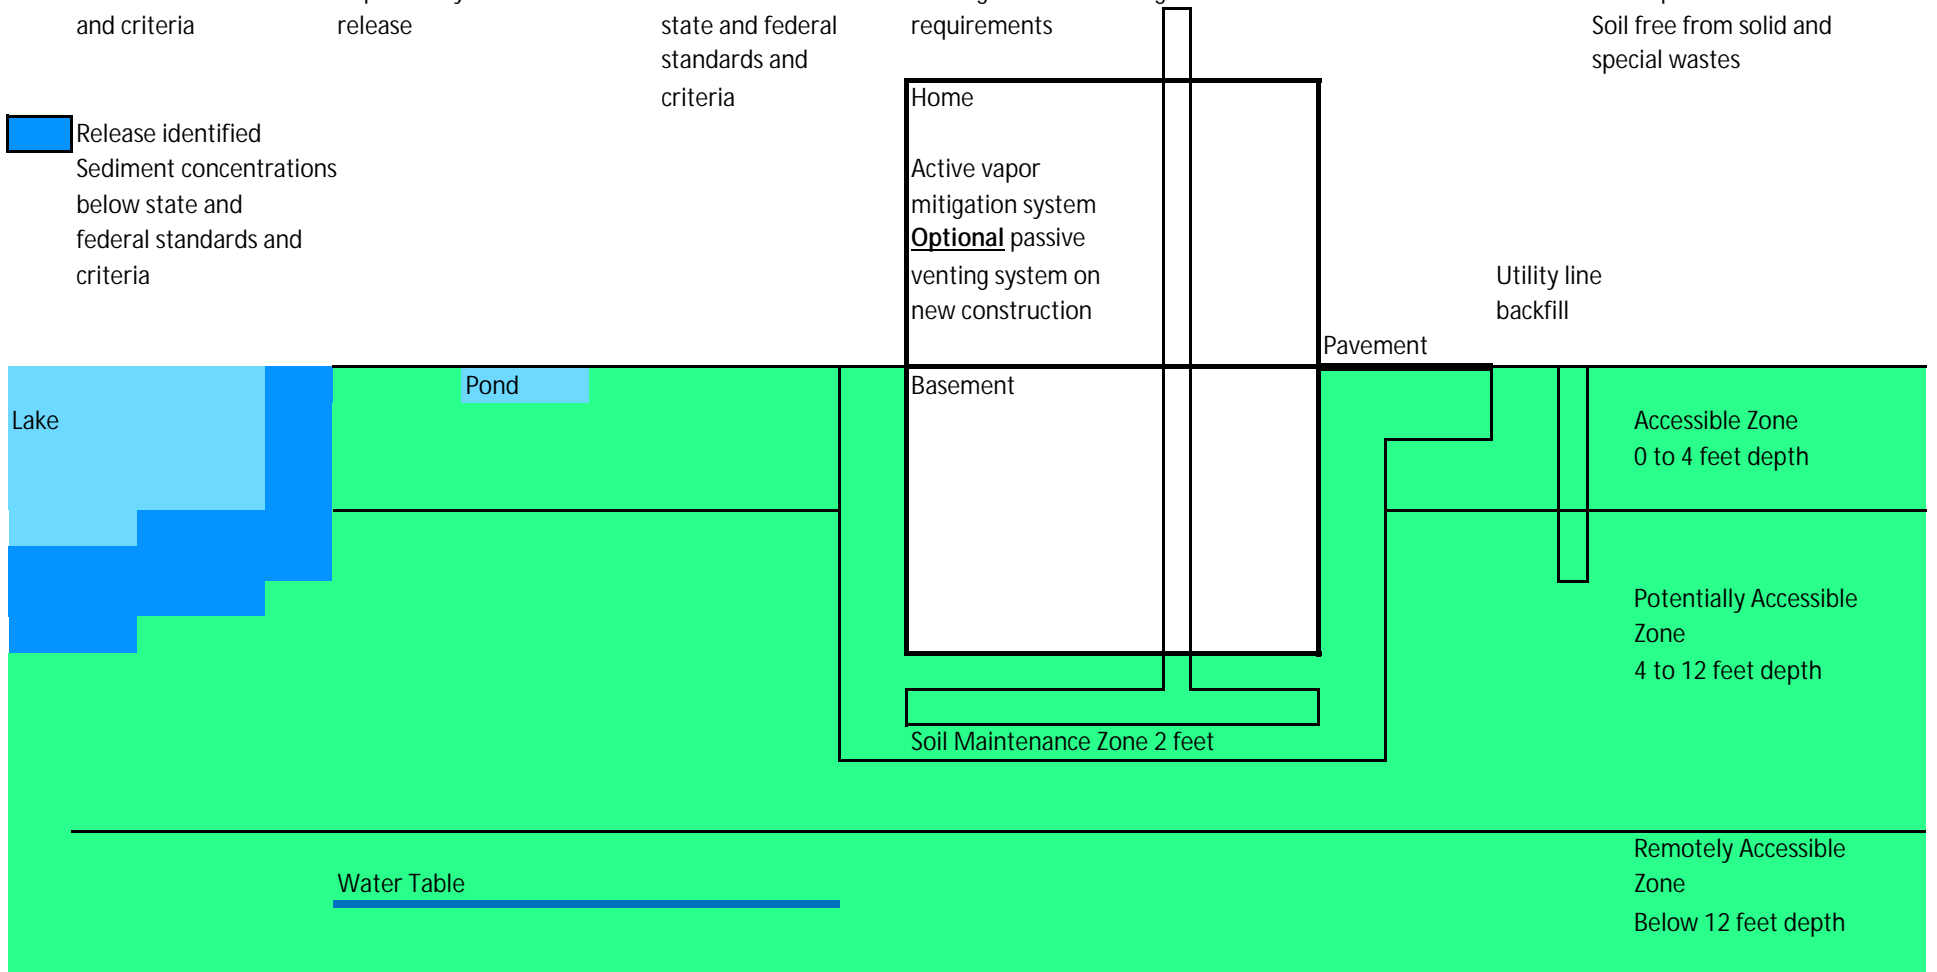 and criteria
release
state and federal
standards and
criteria
requirements
Soil free from solid and
special wastes
Release identified
Sediment concentrations
below state and
federal standards and
criteria
Home
Active vapor
mitigation system
Optional passive
venting system on
new construction
Utility line
backfill
Pavement
Lake
Pond
Basement
Accessible Zone
0 to 4 feet depth
Potentially Accessible
Zone
4 to 12 feet depth
Soil Maintenance Zone 2 feet
Remotely Accessible
Zone
Below 12 feet depth
Water Table